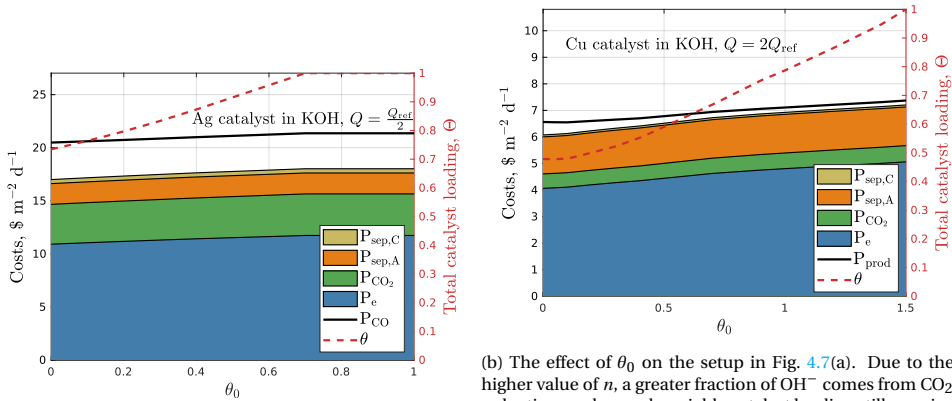 Costs, $ m⁻² d⁻¹
25
20
15
10
5
0
Ag catalyst in KOH, Q = Q_ref/2
P_sep,C
P_sep,A
P_CO₂
P_e
P_CO
θ
0 0.2 0.4 0.6 0.8 1
θ₀
1
0.9
0.8
0.7
0.6
0.5
0.4
0.3
0.2
0.1
0
Total catalyst loading, Θ
Costs, $ m⁻² d⁻¹
10
9
8
7
6
5
4
3
2
1
0
Cu catalyst in KOH, Q = 2Q_ref
P_sep,C
P_sep,A
P_CO₂
P_e
P_prod
θ
0 0.5 1 1.5
θ₀
1
0.9
0.8
0.7
0.6
0.5
0.4
0.3
0.2
0.1
0
Total catalyst loading, Θ
(b) The effect of θ₀ on the setup in Fig. 4.7(a). Due to the
higher value of n, a greater fraction of OH⁻ comes from CO₂